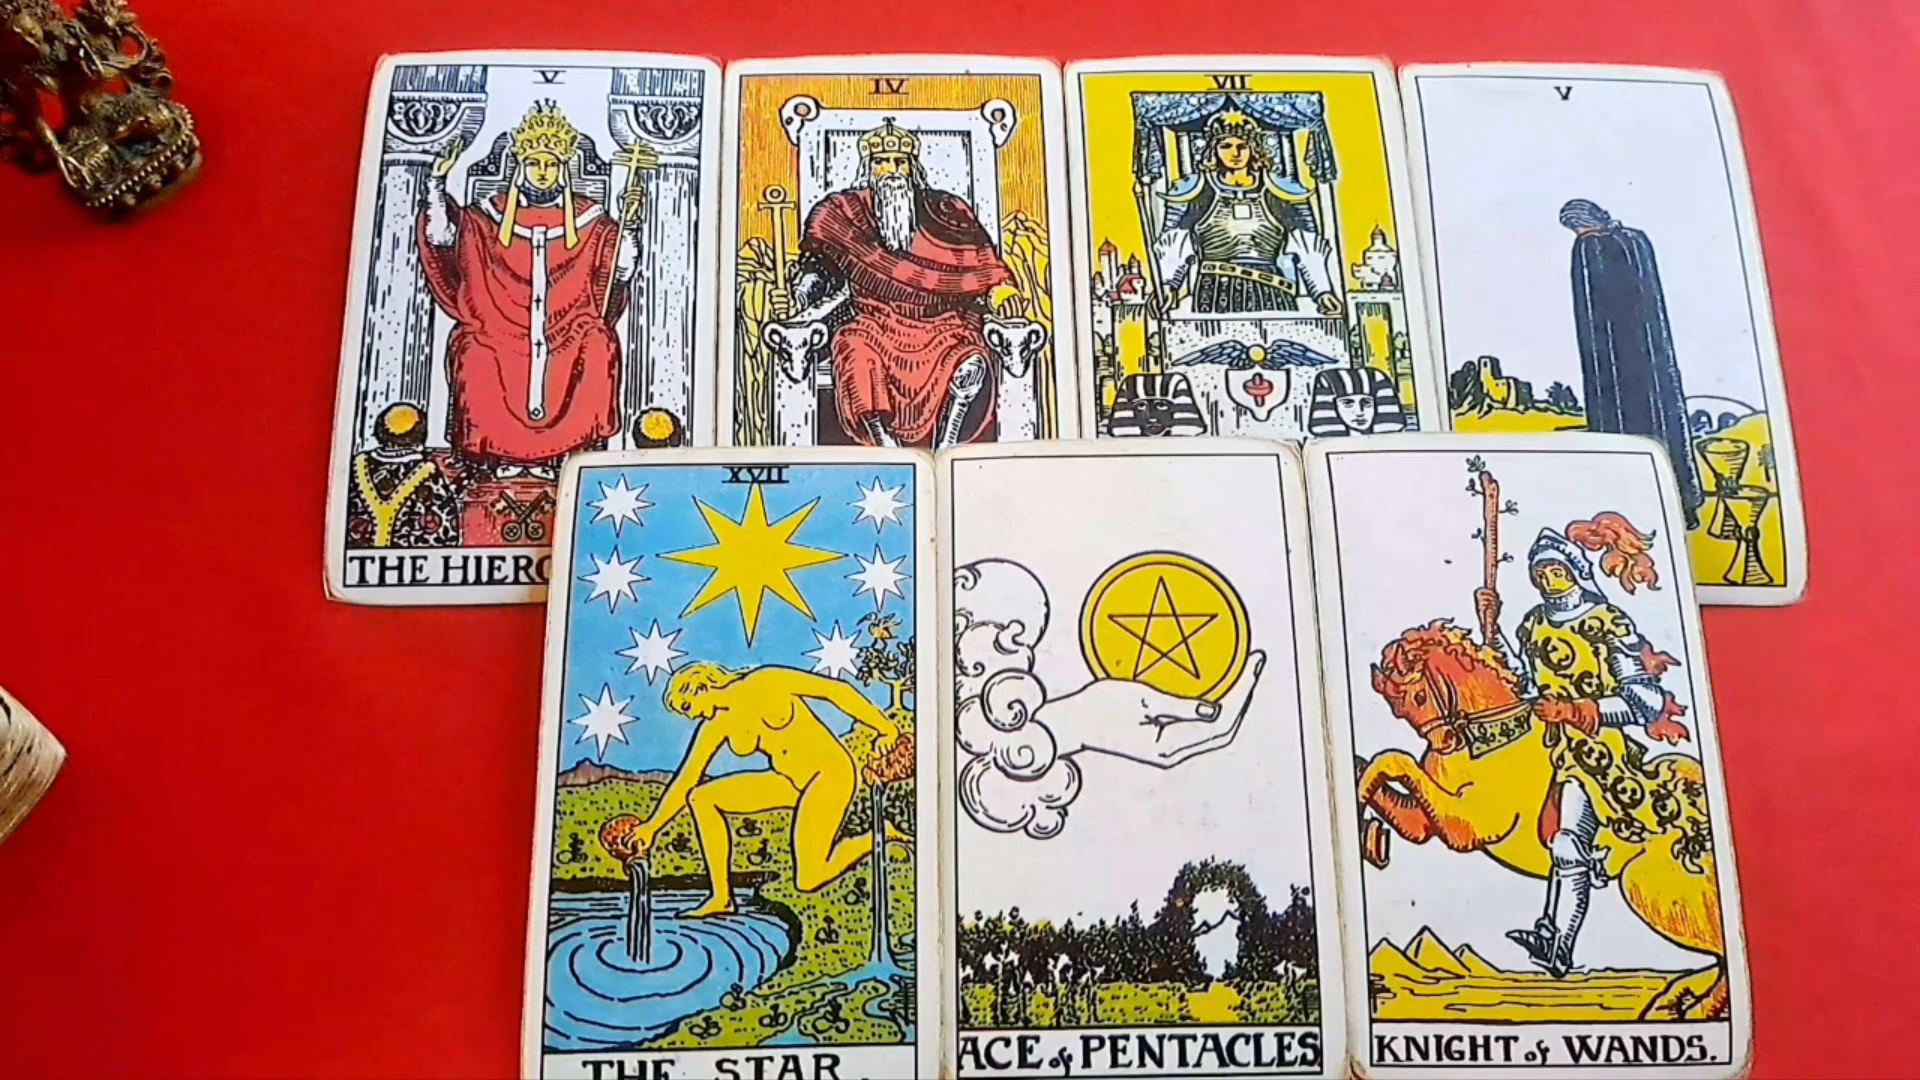 V
IV
VII
V
THE HIERO
XVII
THE STAR.
ACE of PENTACLES
KNIGHT of WANDS.